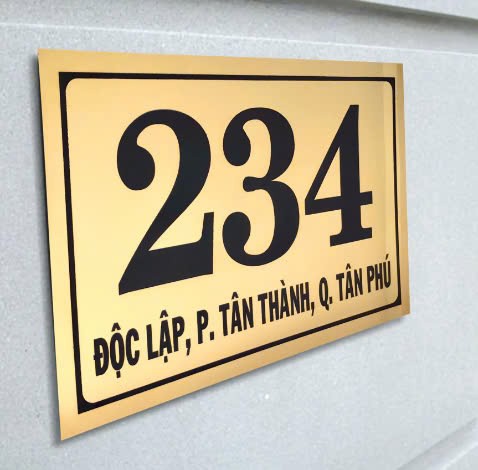 234
ĐỘC LẬP, P. TÂN THÀNH, Q. TÂN PHÚ